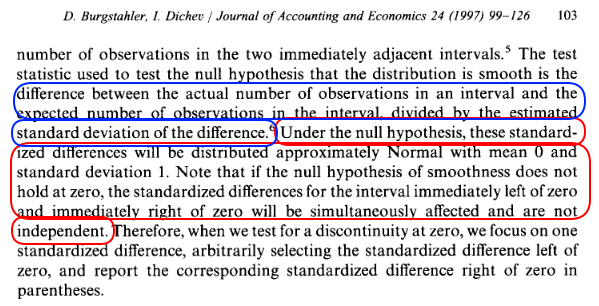 D. Burgstahler, I. Dichev / Journal of Accounting and Economics 24 (1997) 99–126 103
number of observations in the two immediately adjacent intervals.⁵ The test
statistic used to test the null hypothesis that the distribution is smooth is the
difference between the actual number of observations in an interval and the
expected number of observations in the interval, divided by the estimated
standard deviation of the difference.⁶ Under the null hypothesis, these standard-
ized differences will be distributed approximately Normal with mean 0 and
standard deviation 1. Note that if the null hypothesis of smoothness does not
hold at zero, the standardized differences for the interval immediately left of zero
and immediately right of zero will be simultaneously affected and are not
independent. Therefore, when we test for a discontinuity at zero, we focus on one
standardized difference, arbitrarily selecting the standardized difference left of
zero, and report the corresponding standardized difference right of zero in
parentheses.